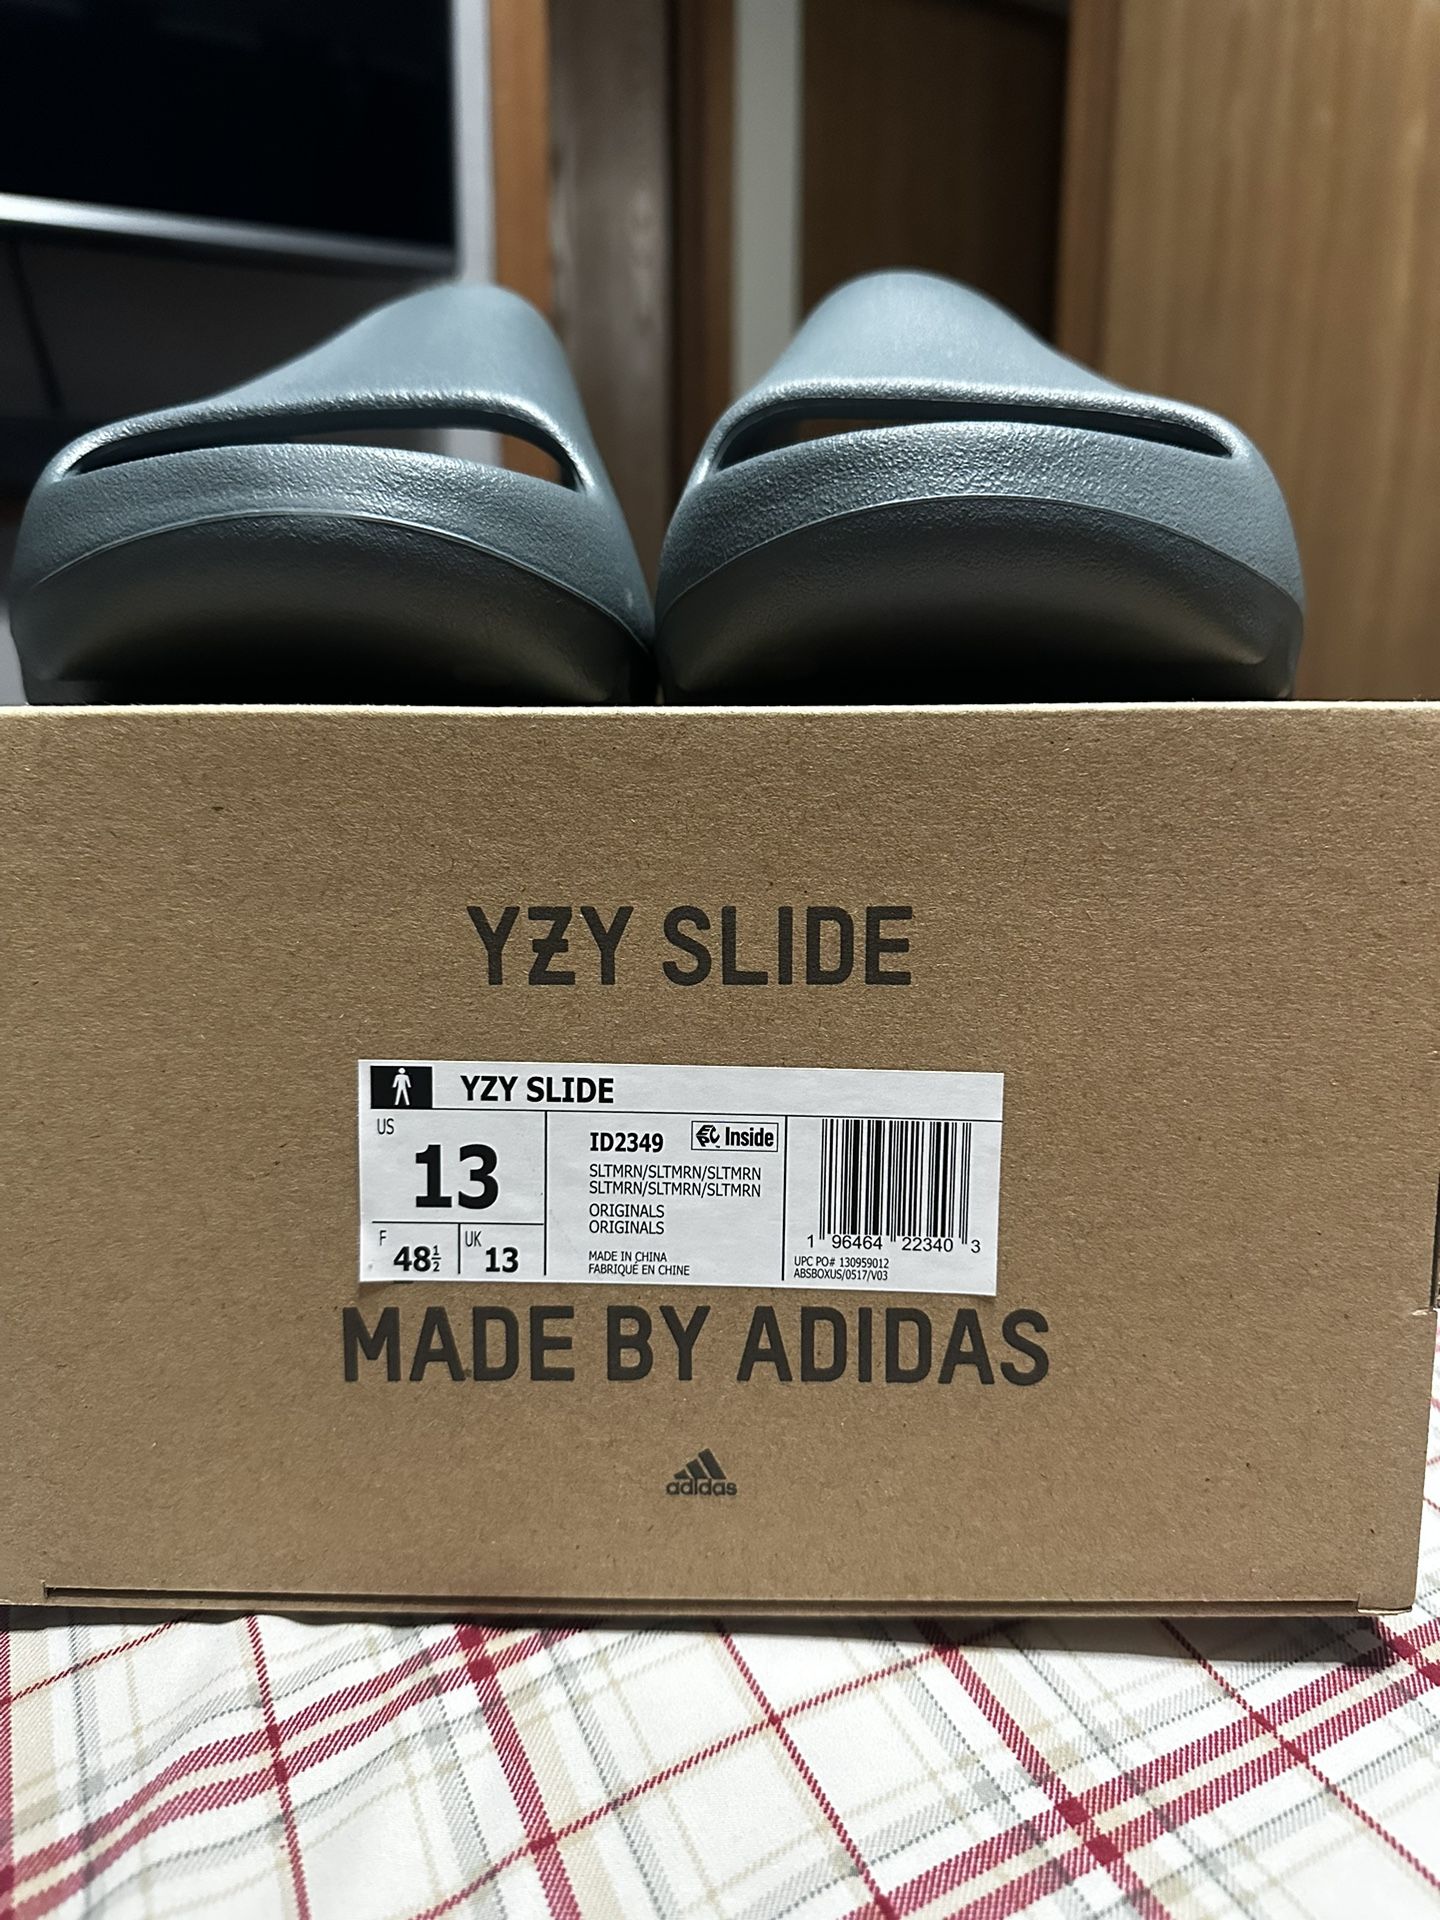 YZY SLIDE
YZY SLIDE
US
13
F 48½
UK 13
ID2349
Inside
SLTMRN/SLTMRN/SLTMRN
SLTMRN/SLTMRN/SLTMRN
ORIGINALS
ORIGINALS
MADE IN CHINA
FABRIQUÉ EN CHINE
1 96464 22340 3
UPC PO# 130959012
ABSBOXUS/0517/V03
MADE BY ADIDAS
adidas